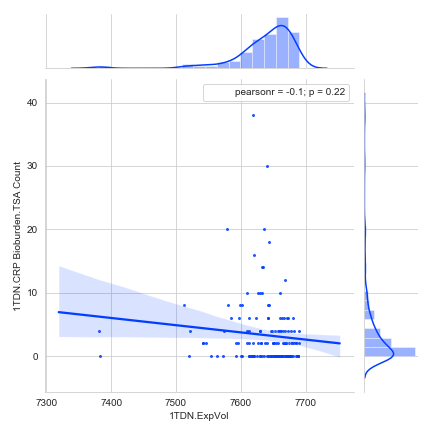 pearsonr = -0.1; p = 0.22
40
30
20
10
0
1TDN.CRP Bioburden.TSA Count
7300 7400 7500 7600 7700
1TDN.ExpVol